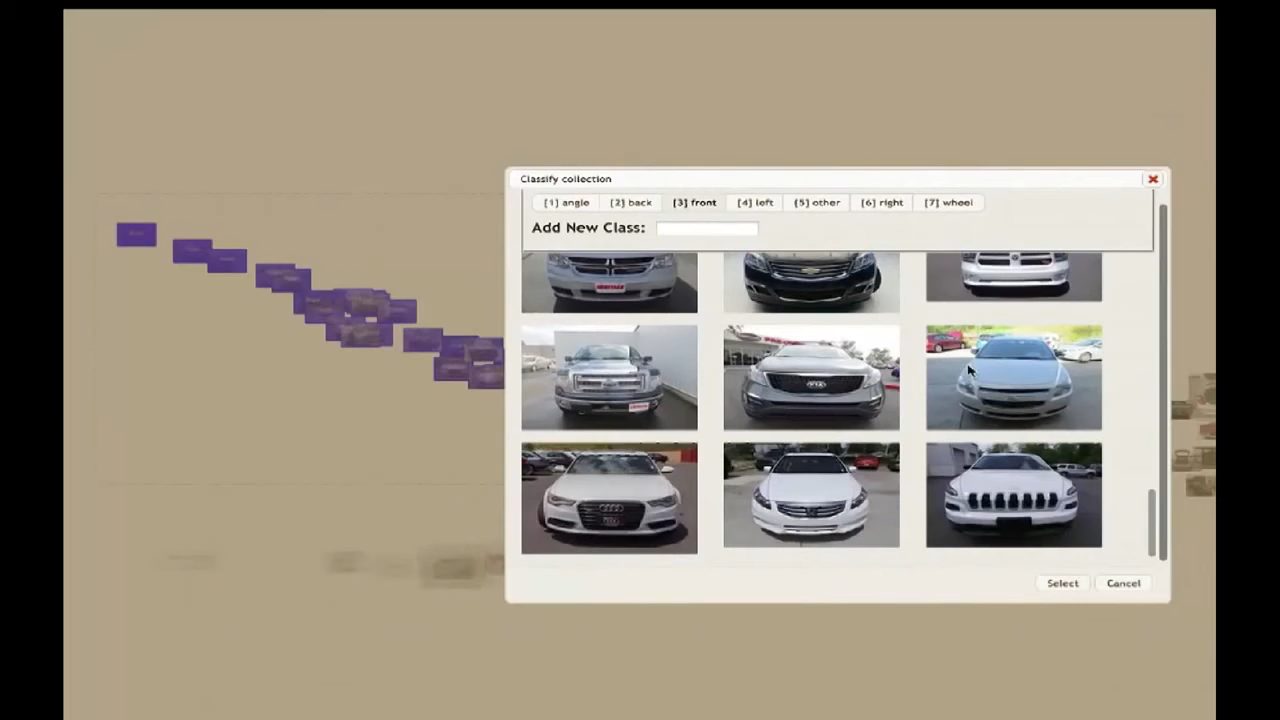 Classify collection
[1] angle [2] back [3] front [4] left [5] other [6] right [7] wheel
Add New Class:
KIA
Select Cancel